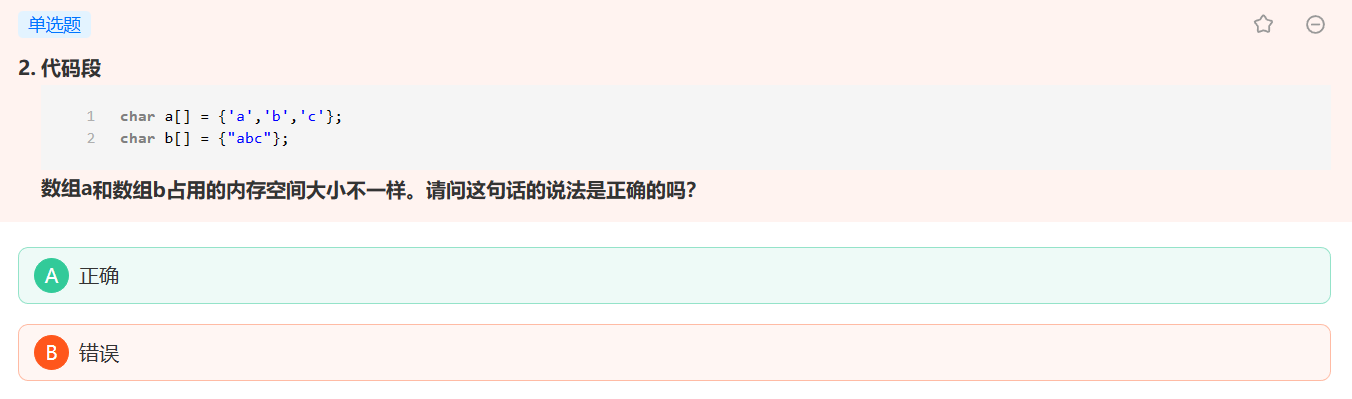 单选题
2. 代码段
1 char a[] = {'a','b','c'};
2 char b[] = {"abc"};
数组a和数组b占用的内存空间大小不一样。请问这句话的说法是正确的吗?
A 正确
B 错误